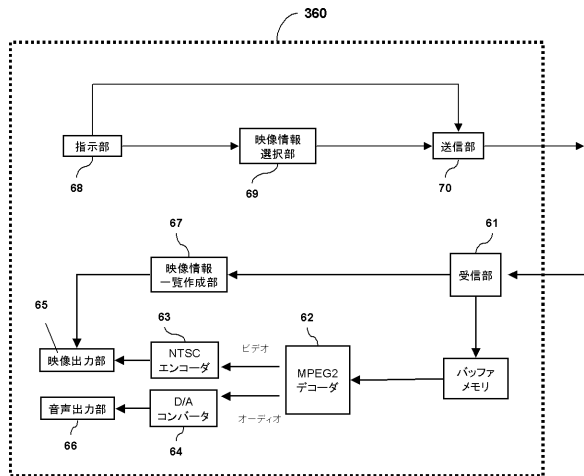 360
指示部
68
映像情報
選択部
69
送信部
70
67
映像情報
一覧作成部
61
受信部
65
映像出力部
63
NTSC
エンコーダ
ビデオ
62
MPEG2
デコーダ
バッファ
メモリ
音声出力部
66
D/A
コンバータ
64
オーディオ